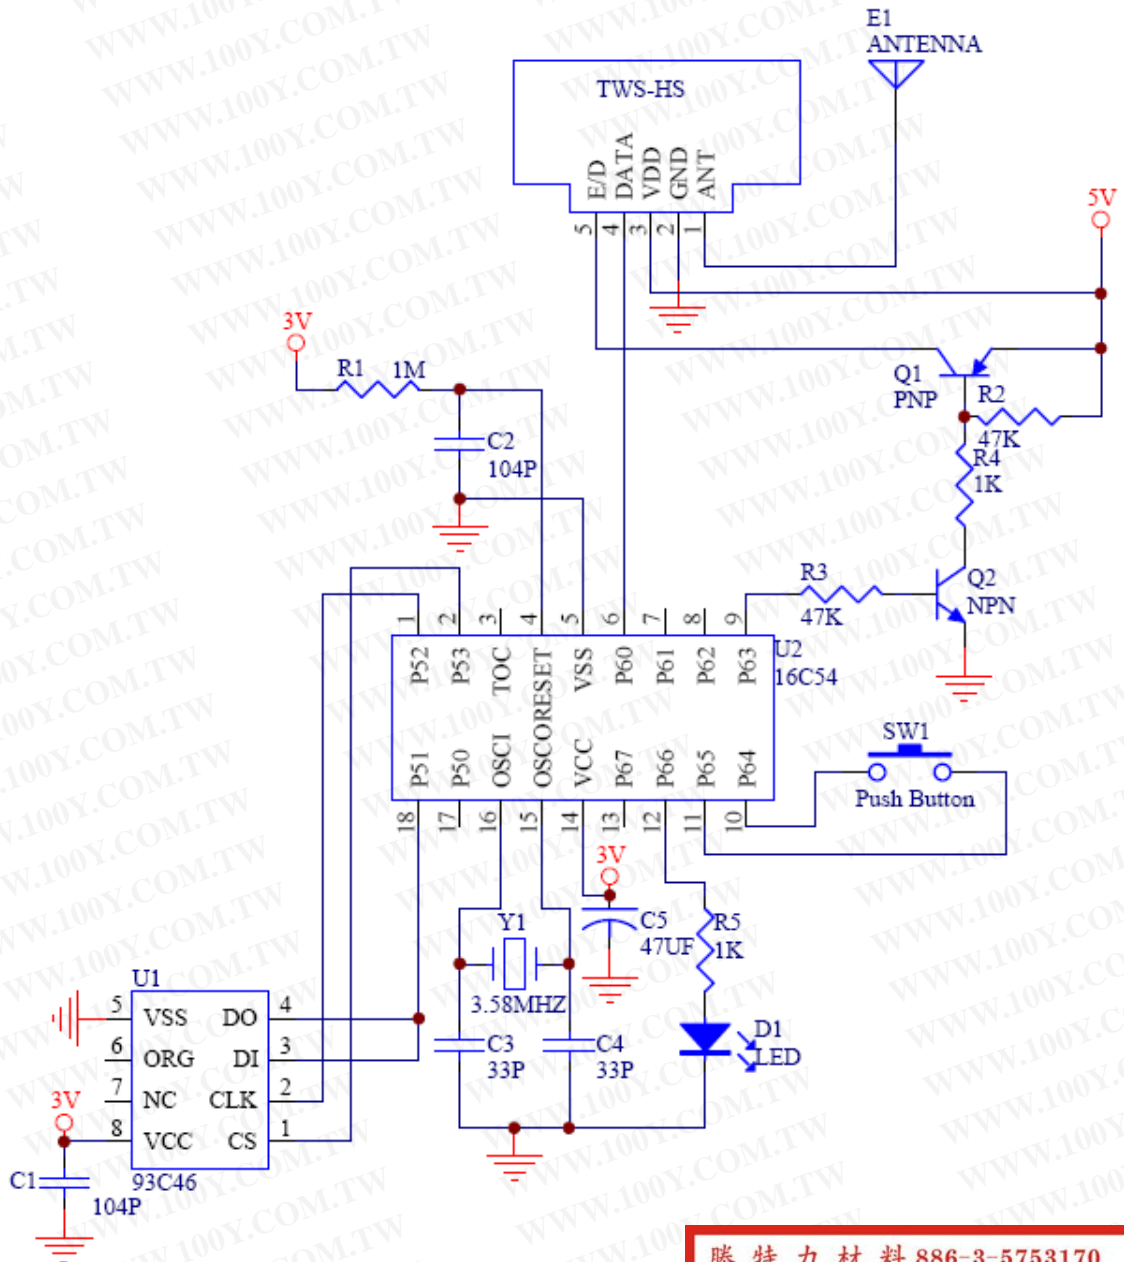 E1
ANTENNA
TWS-HS
E/D
DATA
VDD
GND
ANT
5
4
3
2
1
5V
3V
R1
1M
C2
104P
Q1
PNP
R2
47K
R4
1K
R3
47K
Q2
NPN
1
2
3
4
5
6
7
8
9
P52
P53
TOC
OSCORESET
VSS
P60
P61
P62
P63
U2
16C54
P51
P50
OSCI
VCC
P67
P66
P65
P64
18
17
16
15
14
13
12
11
10
SW1
Push Button
3V
C5
47UF
R5
1K
Y1
3.58MHZ
C3
33P
C4
33P
D1
LED
U1
5
VSS
DO
4
6
ORG
DI
3
7
NC
CLK
2
8
VCC
CS
1
93C46
3V
C1
104P
WWW.100Y.COM.TW
勝 特 力 材 料 886-3-5753170